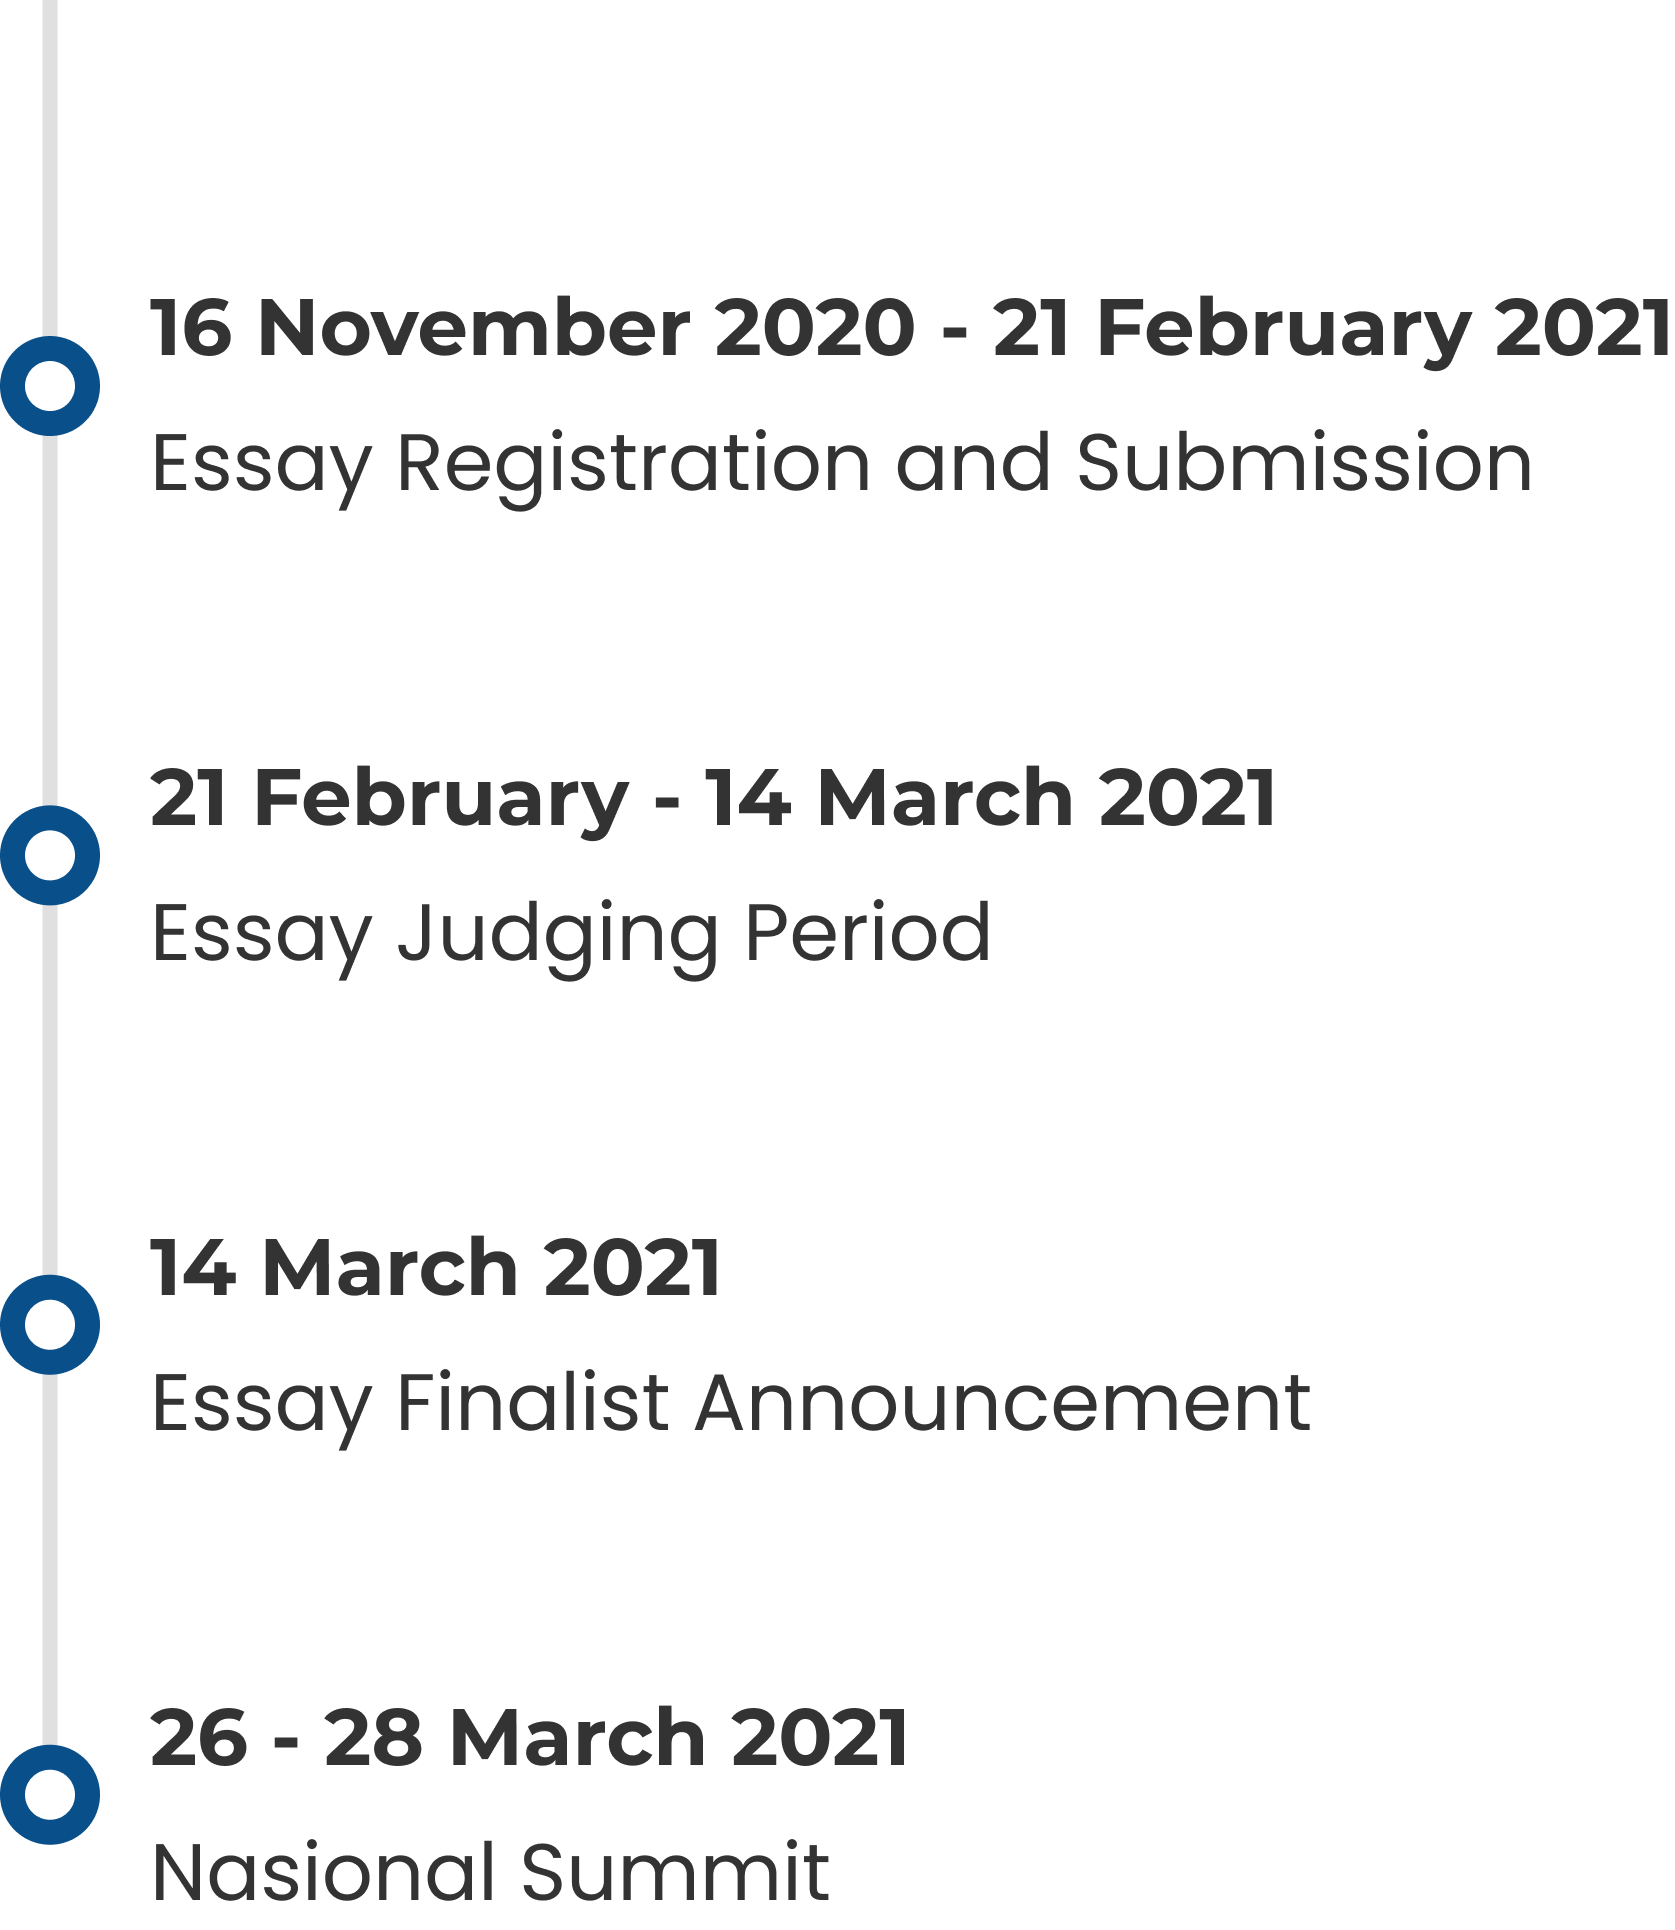 16 November 2020 - 21 February 2021
Essay Registration and Submission
21 February - 14 March 2021
Essay Judging Period
14 March 2021
Essay Finalist Announcement
26 - 28 March 2021
Nasional Summit